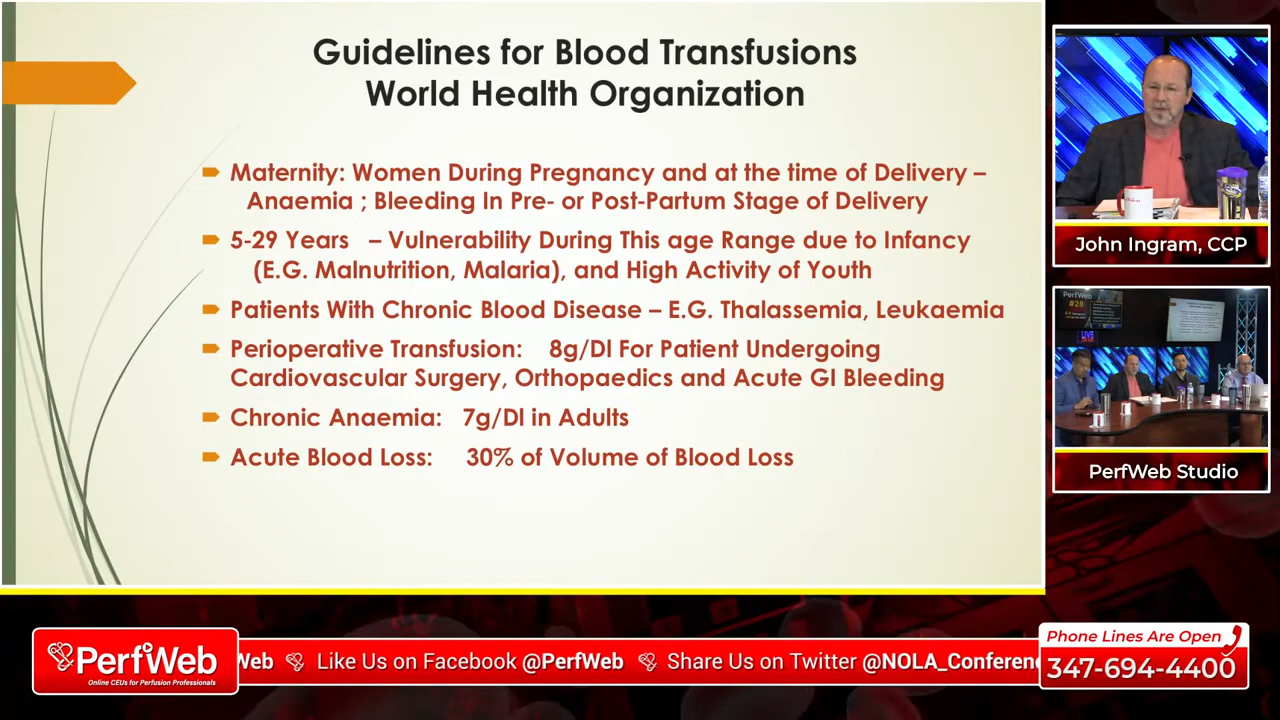 Guidelines for Blood Transfusions
World Health Organization
Maternity: Women During Pregnancy and at the time of Delivery –
Anaemia ; Bleeding In Pre- or Post-Partum Stage of Delivery
5-29 Years – Vulnerability During This age Range due to Infancy
(E.G. Malnutrition, Malaria), and High Activity of Youth
Patients With Chronic Blood Disease – E.G. Thalassemia, Leukaemia
Perioperative Transfusion: 8g/Dl For Patient Undergoing
Cardiovascular Surgery, Orthopaedics and Acute GI Bleeding
Chronic Anaemia: 7g/Dl in Adults
Acute Blood Loss: 30% of Volume of Blood Loss
John Ingram, CCP
PerfWeb
#28
LIVE
PerfWeb Studio
PerfWeb
Online CEUs for Perfusion Professionals
Web Like Us on Facebook @PerfWeb Share Us on Twitter @NOLA_Conferen
Phone Lines Are Open
347-694-4400